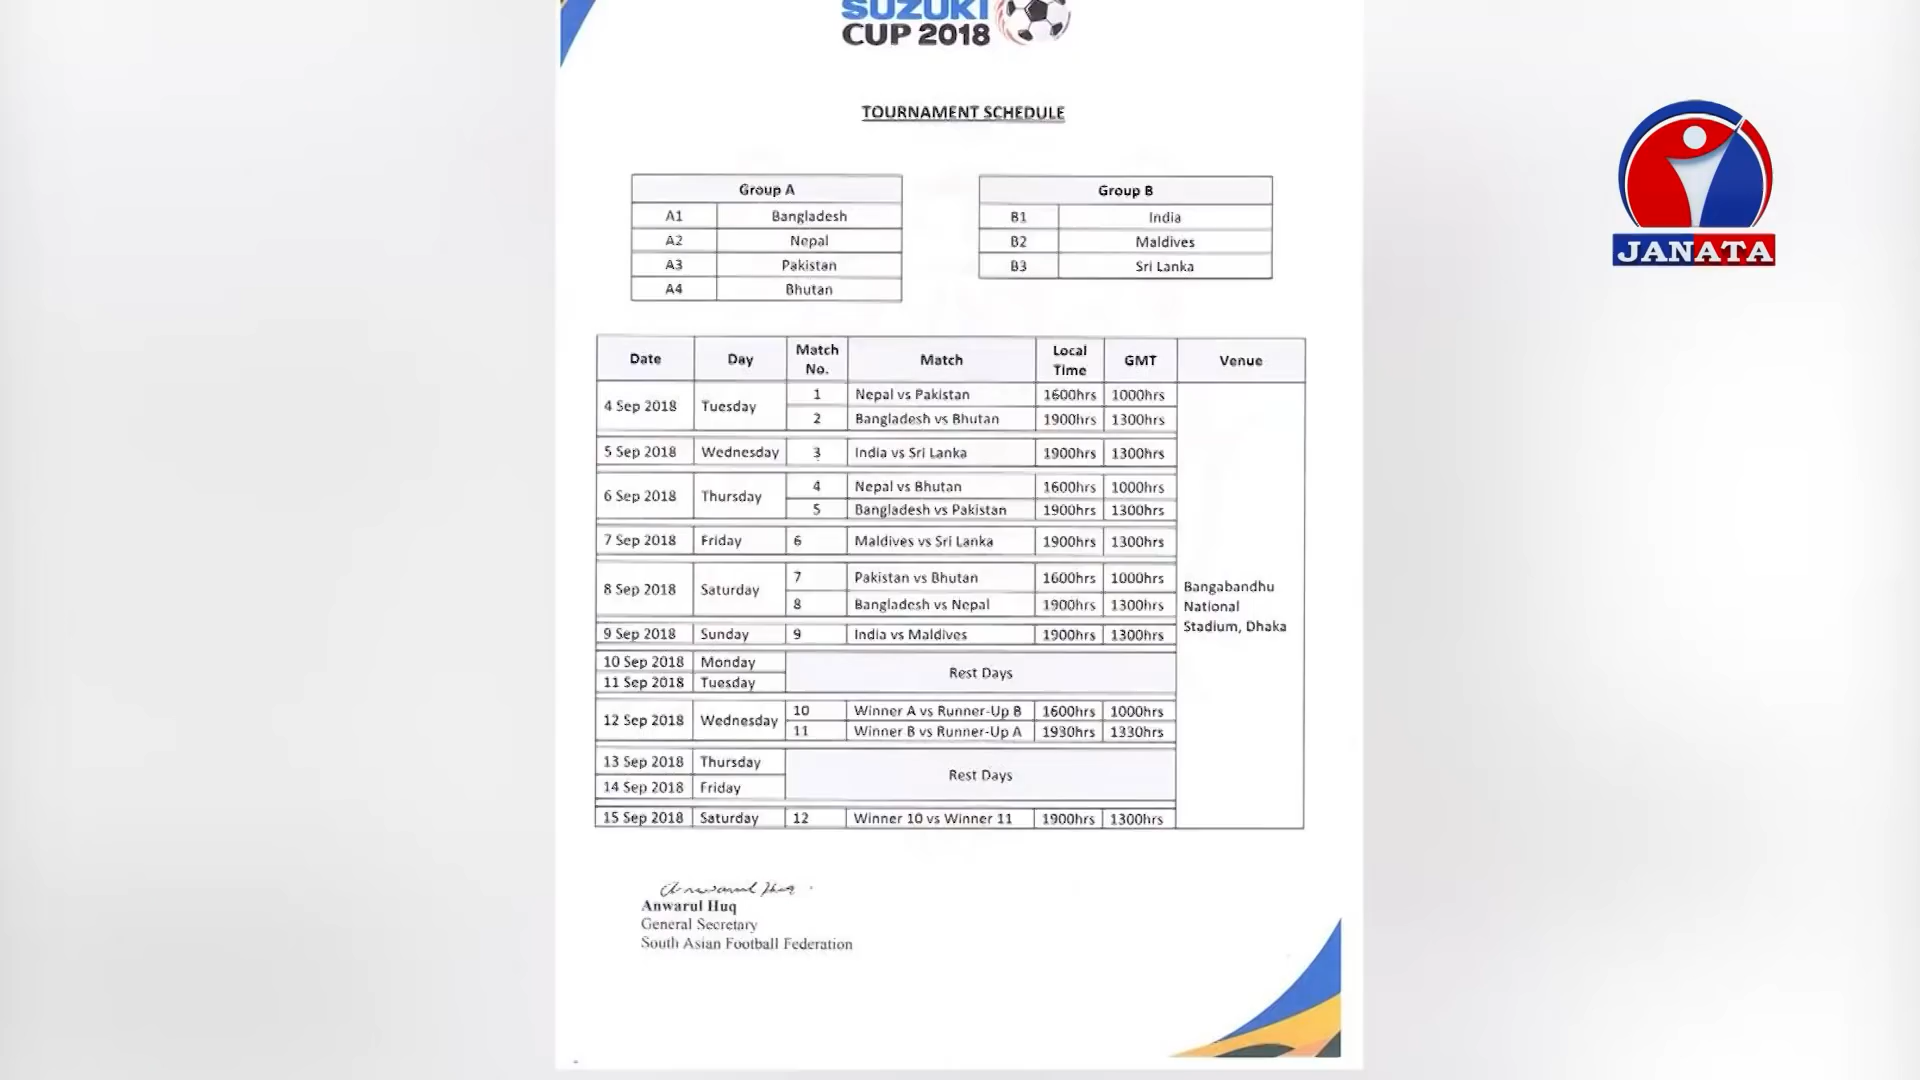 SUZUKI
CUP 2018
JANATA
TOURNAMENT SCHEDULE
Group A
A1 Bangladesh
A2 Nepal
A3 Pakistan
A4 Bhutan
Group B
B1 India
B2 Maldives
B3 Sri Lanka
Date Day Match No. Match Local Time GMT Venue
4 Sep 2018 Tuesday 1 Nepal vs Pakistan 1600hrs 1000hrs
2 Bangladesh vs Bhutan 1900hrs 1300hrs
5 Sep 2018 Wednesday 3 India vs Sri Lanka 1900hrs 1300hrs
6 Sep 2018 Thursday 4 Nepal vs Bhutan 1600hrs 1000hrs
5 Bangladesh vs Pakistan 1900hrs 1300hrs
7 Sep 2018 Friday 6 Maldives vs Sri Lanka 1900hrs 1300hrs
8 Sep 2018 Saturday 7 Pakistan vs Bhutan 1600hrs 1000hrs
8 Bangladesh vs Nepal 1900hrs 1300hrs
9 Sep 2018 Sunday 9 India vs Maldives 1900hrs 1300hrs
10 Sep 2018 Monday Rest Days
11 Sep 2018 Tuesday
12 Sep 2018 Wednesday 10 Winner A vs Runner-Up B 1600hrs 1000hrs
11 Winner B vs Runner-Up A 1930hrs 1330hrs
13 Sep 2018 Thursday Rest Days
14 Sep 2018 Friday
15 Sep 2018 Saturday 12 Winner 10 vs Winner 11 1900hrs 1300hrs
Bangabandhu
National
Stadium, Dhaka
Anwarul Huq
Anwarul Huq
General Secretary
South Asian Football Federation